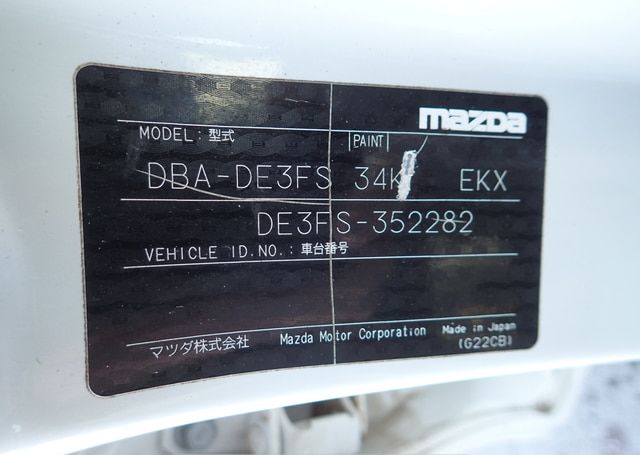 mazda
MODEL: 型式 PAINT
DBA-DE3FS 34K EKX
DE3FS-352282
VEHICLE ID.NO.: 車台番号
マツダ株式会社 Mazda Motor Corporation Made in Japan
(G22CB)